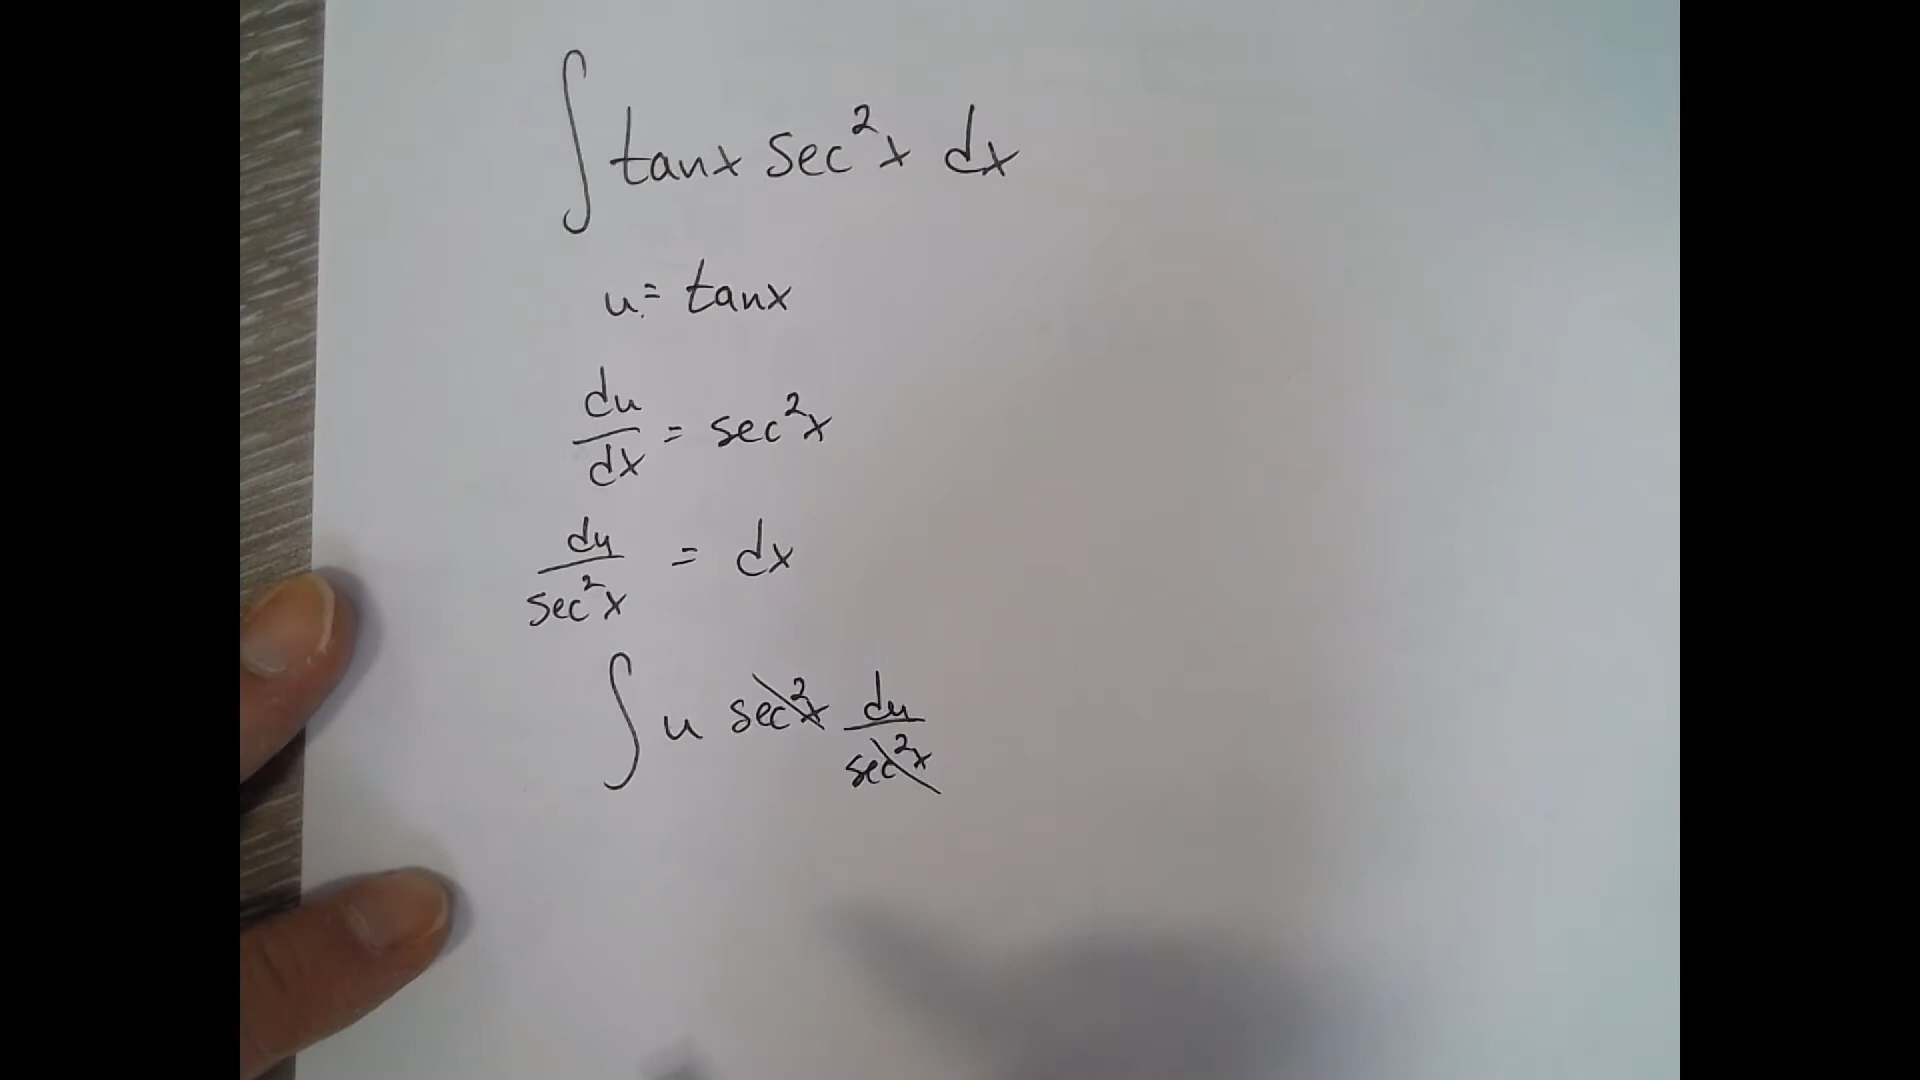 ∫ tanx sec²x dx
u = tanx
du/dx = sec²x
du/sec²x = dx
∫ u sec²x du/sec²x